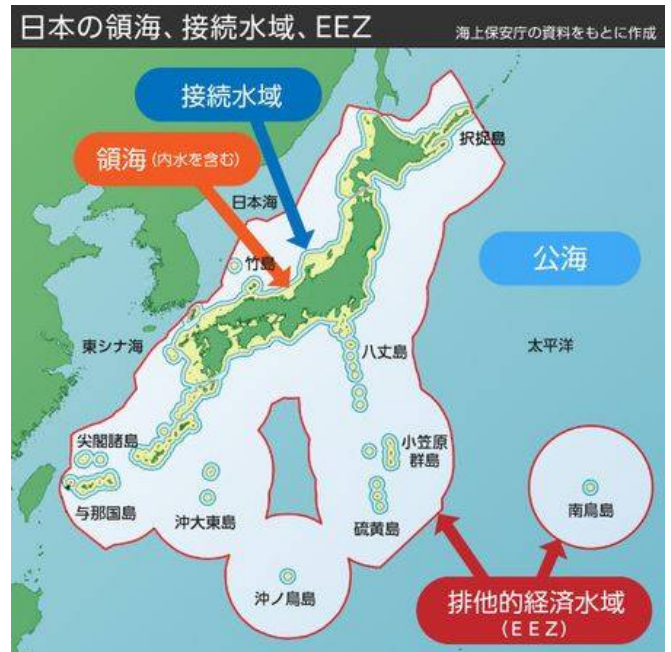 日本の領海、接続水域、EEZ
海上保安庁の資料をもとに作成
接続水域
択捉島
領海(内水を含む)
日本海
竹島
公海
東シナ海
八丈島
太平洋
尖閣諸島
小笠原
群島
与那国島
沖大東島
硫黄島
南鳥島
沖ノ鳥島
排他的経済水域
(EEZ)